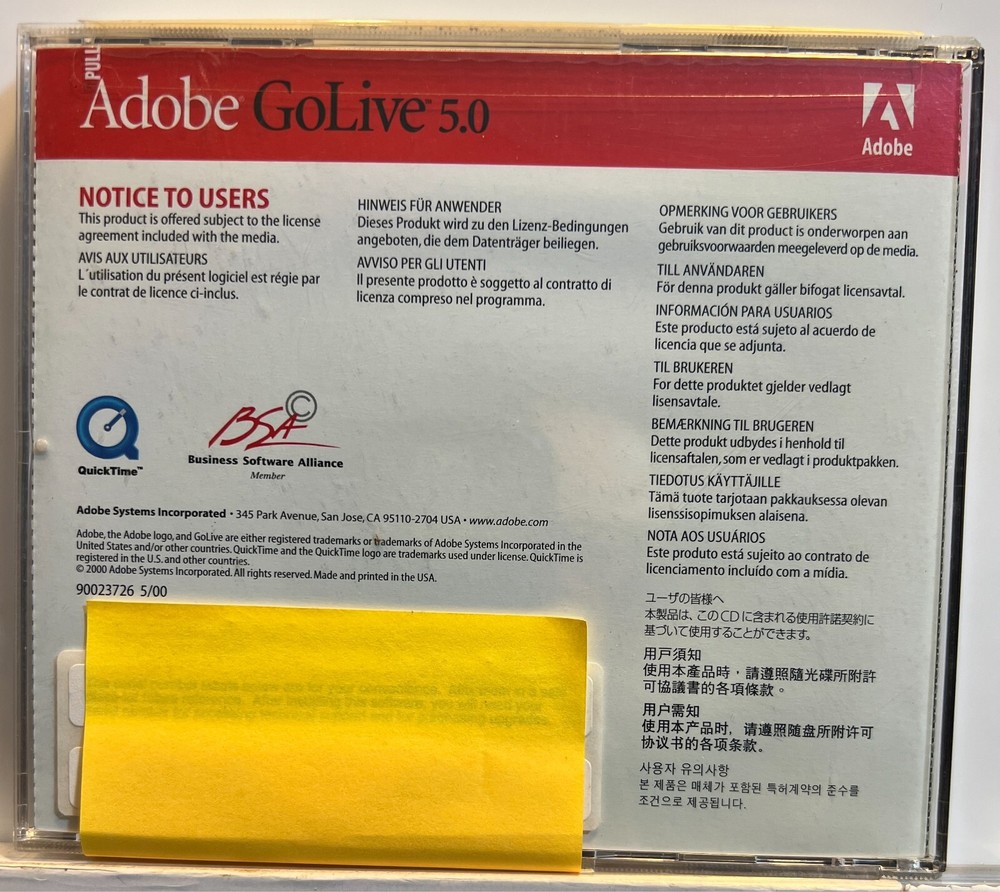 PULL
Adobe GoLive™ 5.0
Adobe
NOTICE TO USERS
This product is offered subject to the license
agreement included with the media.
AVIS AUX UTILISATEURS
L´utilisation du présent logiciel est régie par
le contrat de licence ci-inclus.
HINWEIS FÜR ANWENDER
Dieses Produkt wird zu den Lizenz-Bedingungen
angeboten, die dem Datenträger beiliegen.
AVVISO PER GLI UTENTI
Il presente prodotto è soggetto al contratto di
licenza compreso nel programma.
OPMERKING VOOR GEBRUIKERS
Gebruik van dit product is onderworpen aan
gebruiksvoorwaarden meegeleverd op de media.
TILL ANVÄNDAREN
För denna produkt gäller bifogat licensavtal.
INFORMACIÓN PARA USUARIOS
Este producto está sujeto al acuerdo de
licencia que se adjunta.
TIL BRUKEREN
For dette produktet gjelder vedlagt
lisensavtale.
BEMÆRKNING TIL BRUGEREN
Dette produkt udbydes i henhold til
licensaftalen, som er vedlagt i produktpakken.
TIEDOTUS KÄYTTÄJILLE
Tämä tuote tarjotaan pakkauksessa olevan
lisenssisopimuksen alaisena.
NOTA AOS USUÁRIOS
Este produto está sujeito ao contrato de
licenciamento incluído com a mídia.
ユーザの皆様へ
本製品は、このCDに含まれる使用許諾契約に
基づいて使用することができます。
用戶須知
使用本產品時，請遵照隨光碟所附許
可協議書的各項條款。
用户需知
使用本产品时，请遵照随盘所附许可
协议书的各项条款。
사용자 유의사항
본 제품은 매체가 포함된 특허계약의 준수를
조건으로 제공됩니다.
QuickTime™
BSA ©
Business Software Alliance
Member
Adobe Systems Incorporated • 345 Park Avenue, San Jose, CA 95110-2704 USA • www.adobe.com
Adobe, the Adobe logo, and GoLive are either registered trademarks or trademarks of Adobe Systems Incorporated in the
United States and/or other countries. QuickTime and the QuickTime logo are trademarks used under license. QuickTime is
registered in the U.S. and other countries.
© 2000 Adobe Systems Incorporated. All rights reserved. Made and printed in the USA.
90023726 5/00